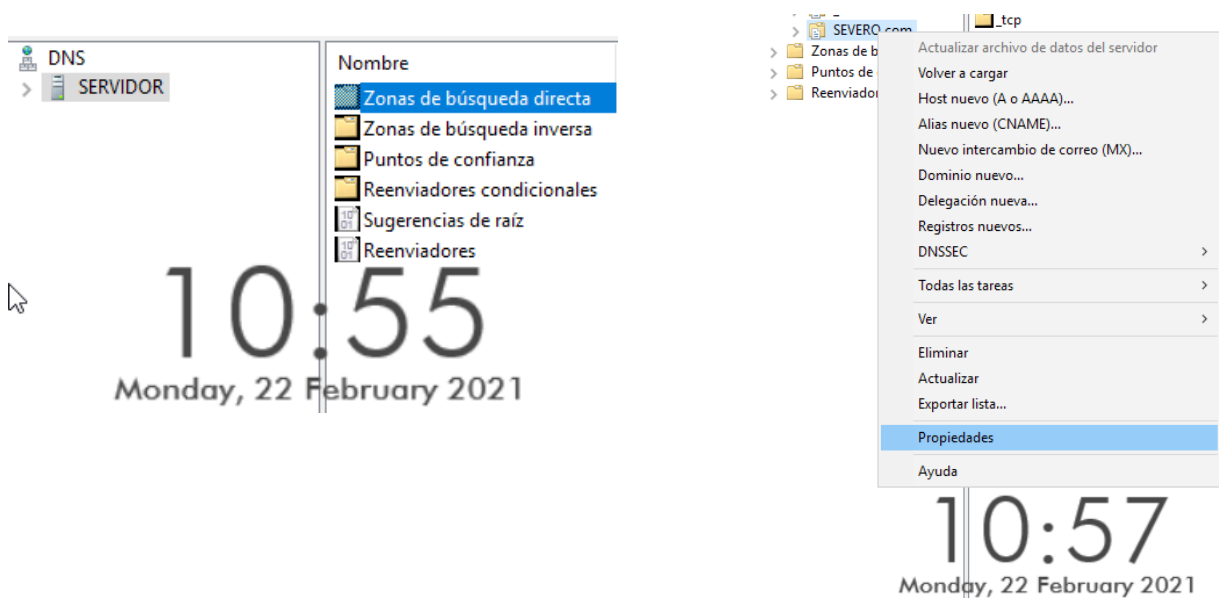 DNS
SERVIDOR
Nombre
Zonas de búsqueda directa
Zonas de búsqueda inversa
Puntos de confianza
Reenviadores condicionales
Sugerencias de raíz
Reenviadores
10:55
Monday, 22 February 2021
_tcp
SEVERO.com
Zonas de b
Puntos de
Reenviador
Actualizar archivo de datos del servidor
Volver a cargar
Host nuevo (A o AAAA)...
Alias nuevo (CNAME)...
Nuevo intercambio de correo (MX)...
Dominio nuevo...
Delegación nueva...
Registros nuevos...
DNSSEC
Todas las tareas
Ver
Eliminar
Actualizar
Exportar lista...
Propiedades
Ayuda
10:57
Monday, 22 February 2021